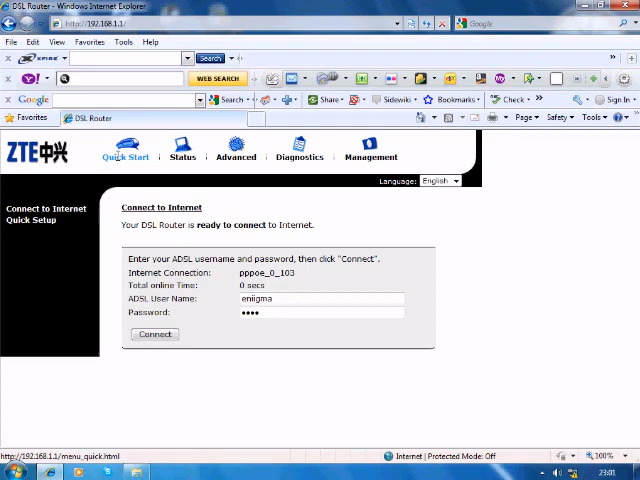 DSL Router - Windows Internet Explorer
http://192.168.1.1/
Google
File Edit View Favorites Tools Help
Search
WEB SEARCH
Google Search Share Sidewiki Bookmarks Check Sign In
Favorites DSL Router Page Safety Tools
ZTE中兴 Quick Start Status Advanced Diagnostics Management
Language: English
Connect to Internet
Quick Setup
Connect to Internet
Your DSL Router is ready to connect to Internet.
Enter your ADSL username and password, then click "Connect".
Internet Connection: pppoe_0_103
Total online Time: 0 secs
ADSL User Name: eniigma
Password: ••••
Connect
http://192.168.1.1/menu_quick.html Internet | Protected Mode: Off 100%
23:01